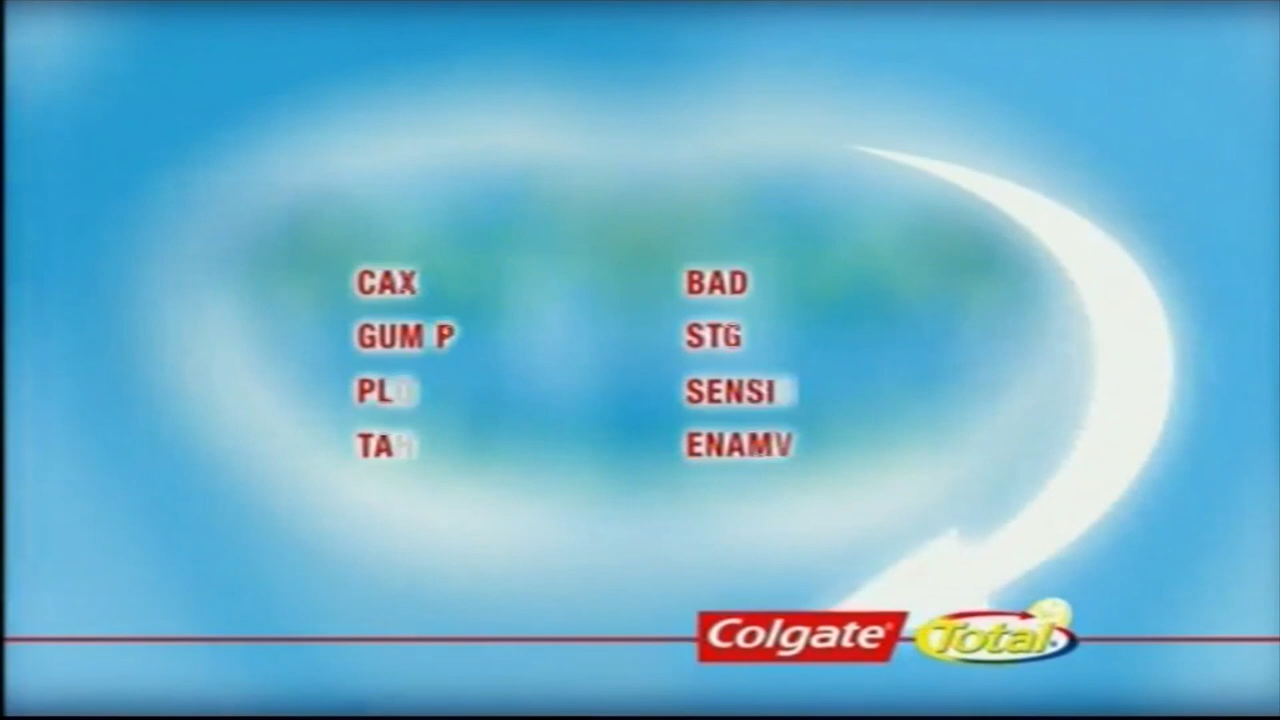 CAX
GUM P
PL
TA
BAD
STG
SENSI
ENAMV
Colgate Total